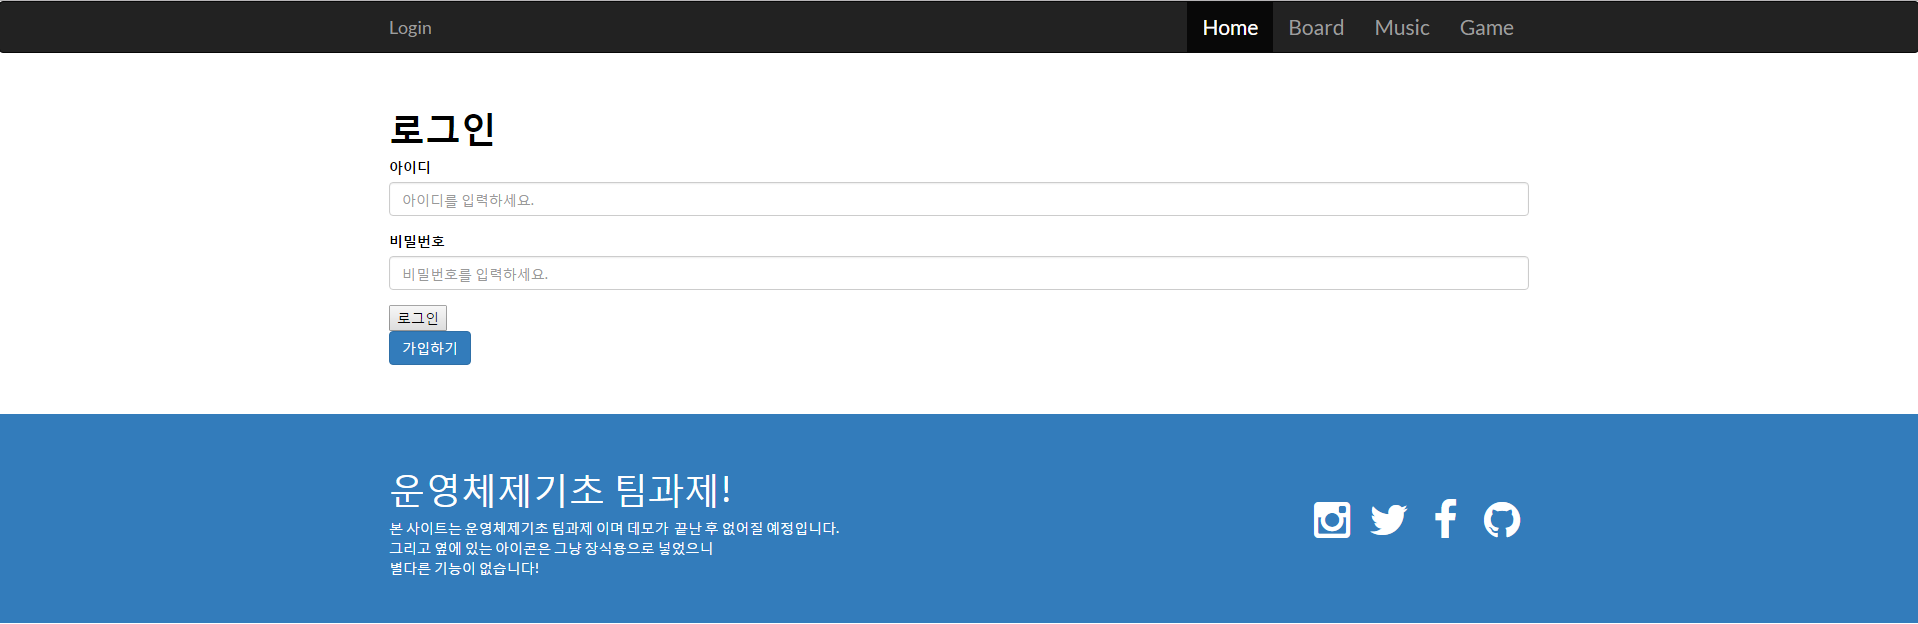 Login Home Board Music Game
로그인
아이디
아이디를 입력하세요.
비밀번호
비밀번호를 입력하세요.
로그인
가입하기
운영체제기초 팀과제!
본 사이트는 운영체제기초 팀과제 이며 데모가 끝난 후 없어질 예정입니다.
그리고 옆에 있는 아이콘은 그냥 장식용으로 넣었으니
별다른 기능이 없습니다!